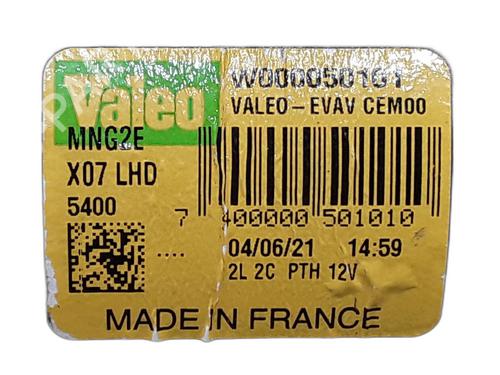 Valeo
W000050101
VALEO-EVAV CEM00
MNG2E
X07 LHD
5400
7 400000 501010
....
04/06/21 14:59
2L 2C PTH 12V
MADE IN FRANCE